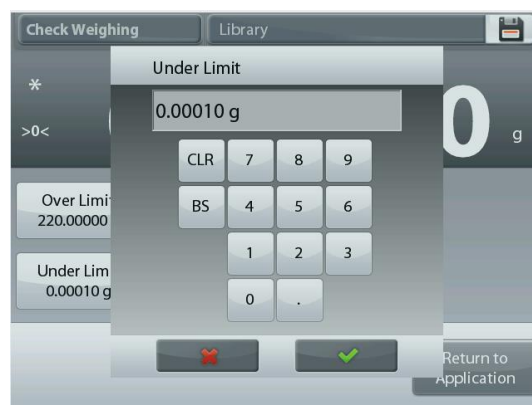 Check Weighing
Library
Under Limit
*
0.00010 g
>0<
0
g
CLR 7 8 9
Over Limi
220.00000
BS 4 5 6
1 2 3
Under Lim
0.00010 g
0 .
Return to
Application